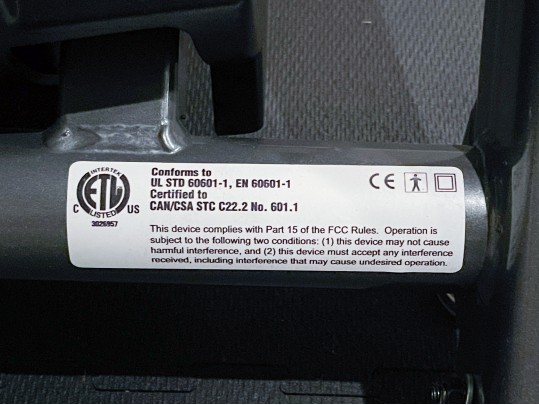 INTERTEK
ETL
C US
LISTED
Conforms to
UL STD 60601-1, EN 60601-1
Certified to
CAN/CSA STC C22.2 No. 601.1
CE
This device complies with Part 15 of the FCC Rules. Operation is
subject to the following two conditions: (1) this device may not cause
harmful interference, and (2) this device must accept any interference
received, including interference that may cause undesired operation.